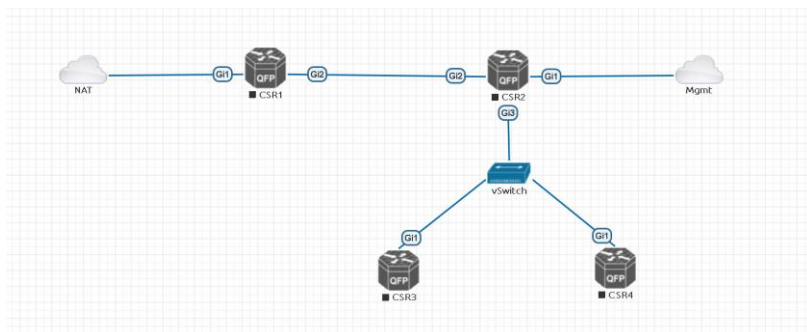 Gi1
QFP
Gi2
Gi2
QFP
Gi1
NAT
CSR1
CSR2
Mgmt
Gi3
vSwitch
Gi1
Gi1
QFP
QFP
CSR3
CSR4